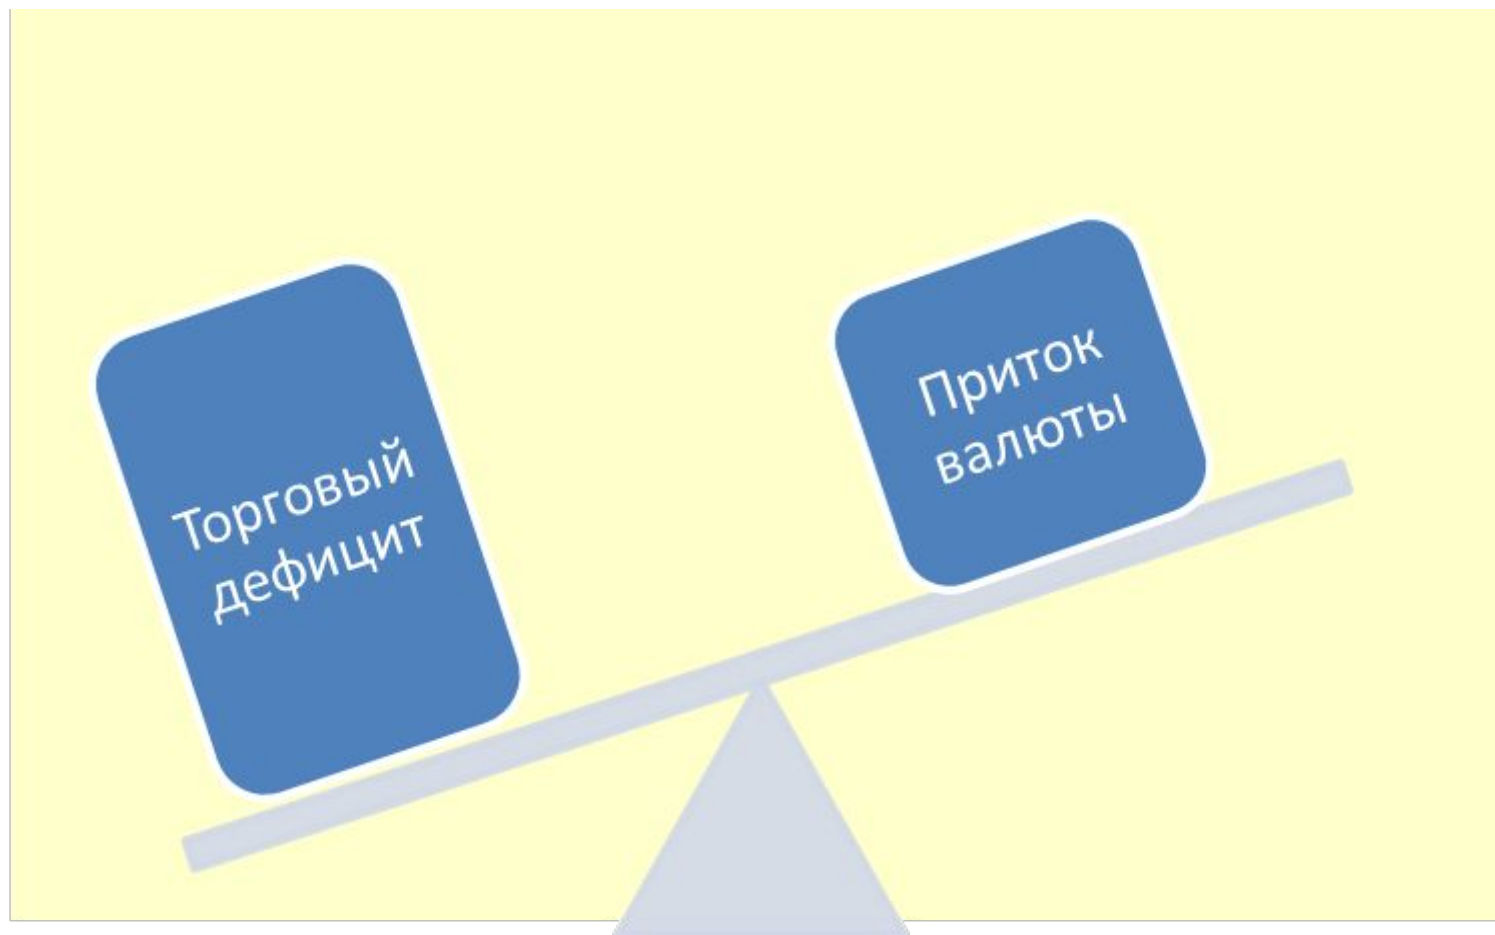 Торговый
дефицит
Приток
валюты